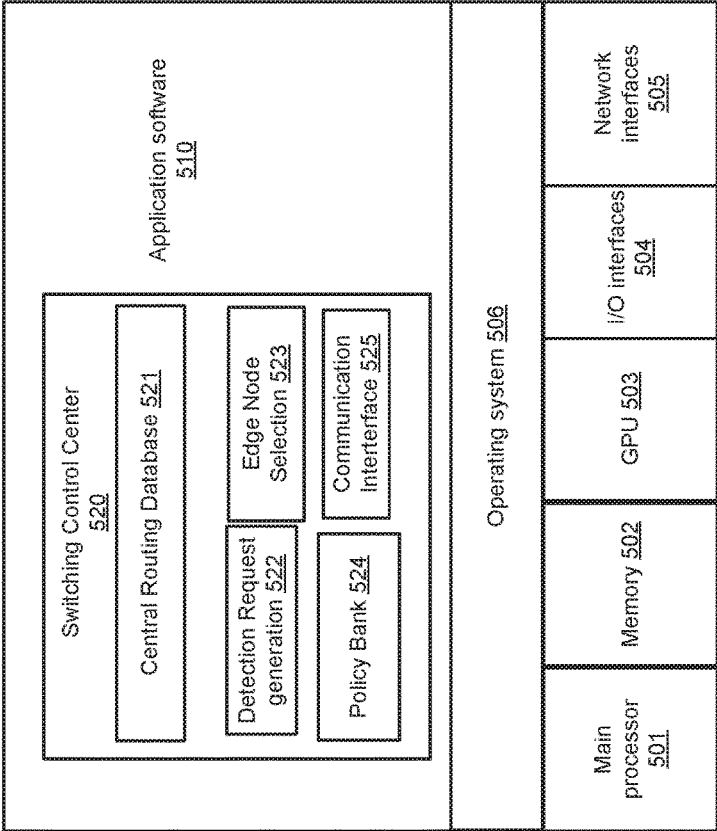 Switching Control Center
520
Central Routing Database 521
Detection Request
generation 522
Edge Node
Selection 523
Policy Bank 524
Communication
Interterface 525
Application software
510
Operating system 506
Main
processor
501
Memory 502
GPU 503
I/O interfaces
504
Network
interfaces
505